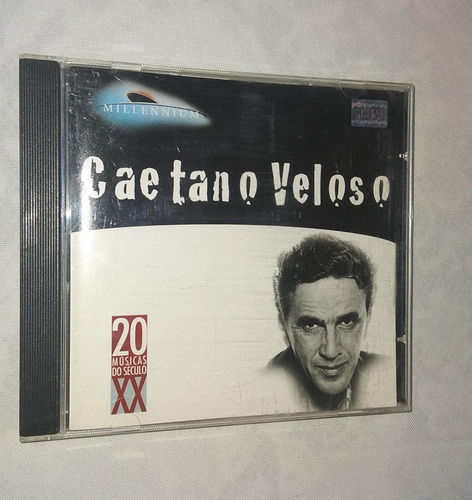 MILLENNIUM
Caetano Veloso
20
MÚSICAS
DO SÉCULO
XX